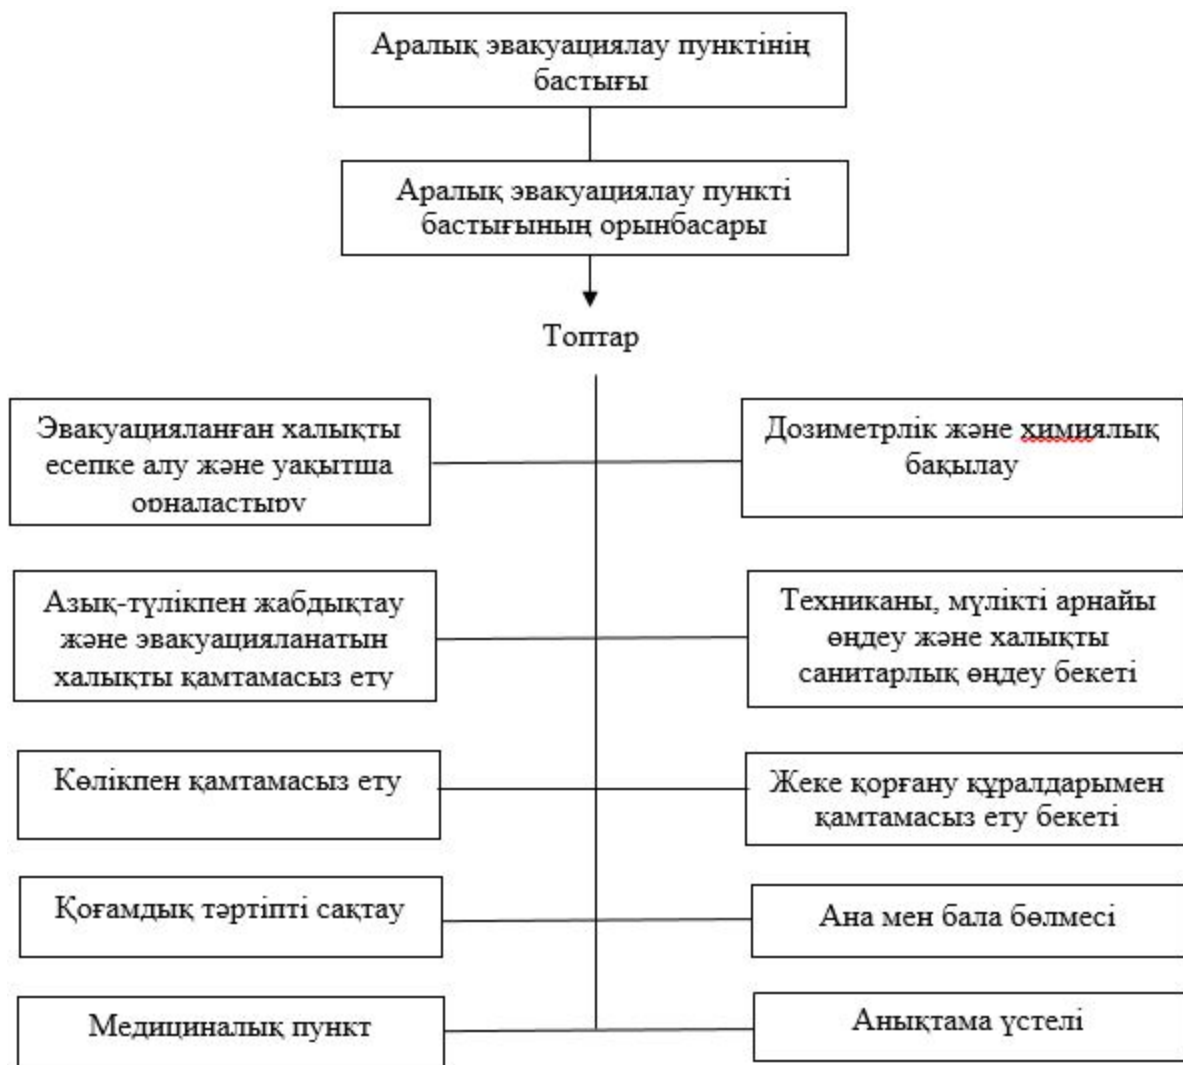 Аралық эвакуациялау пунктінің
бастығы
Аралық эвакуациялау пункті
бастығының орынбасары
Топтар
Эвакуацияланған халықты
есепке алу және уақытша
орналастыру
Дозиметрлік және химиялық
бақылау
Азық-түлікпен жабдықтау
және эвакуацияланатын
халықты қамтамасыз ету
Техниканы, мүлікті арнайы
өңдеу және халықты
санитарлық өңдеу бекеті
Көлікпен қамтамасыз ету
Жеке қорғану құралдарымен
қамтамасыз ету бекеті
Қоғамдық тәртіпті сақтау
Ана мен бала бөлмесі
Медициналық пункт
Анықтама үстелі